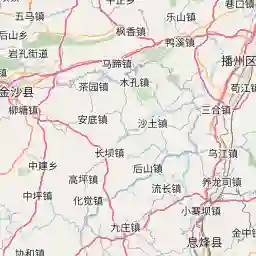 五马镇
枫香镇
乐山镇
巷口镇
后山乡
鸭溪镇
岩孔街道
马蹄镇
播州区
金沙县
茶园镇
木孔镇
苟江镇
柳塘镇
安底镇
沙土镇
三合镇
长坝镇
乌江镇
中建乡
后山镇
高坪镇
流长镇
养龙司镇
中坪镇
化觉镇
小寨坝镇
九庄镇
息烽县
金中镇
协和镇